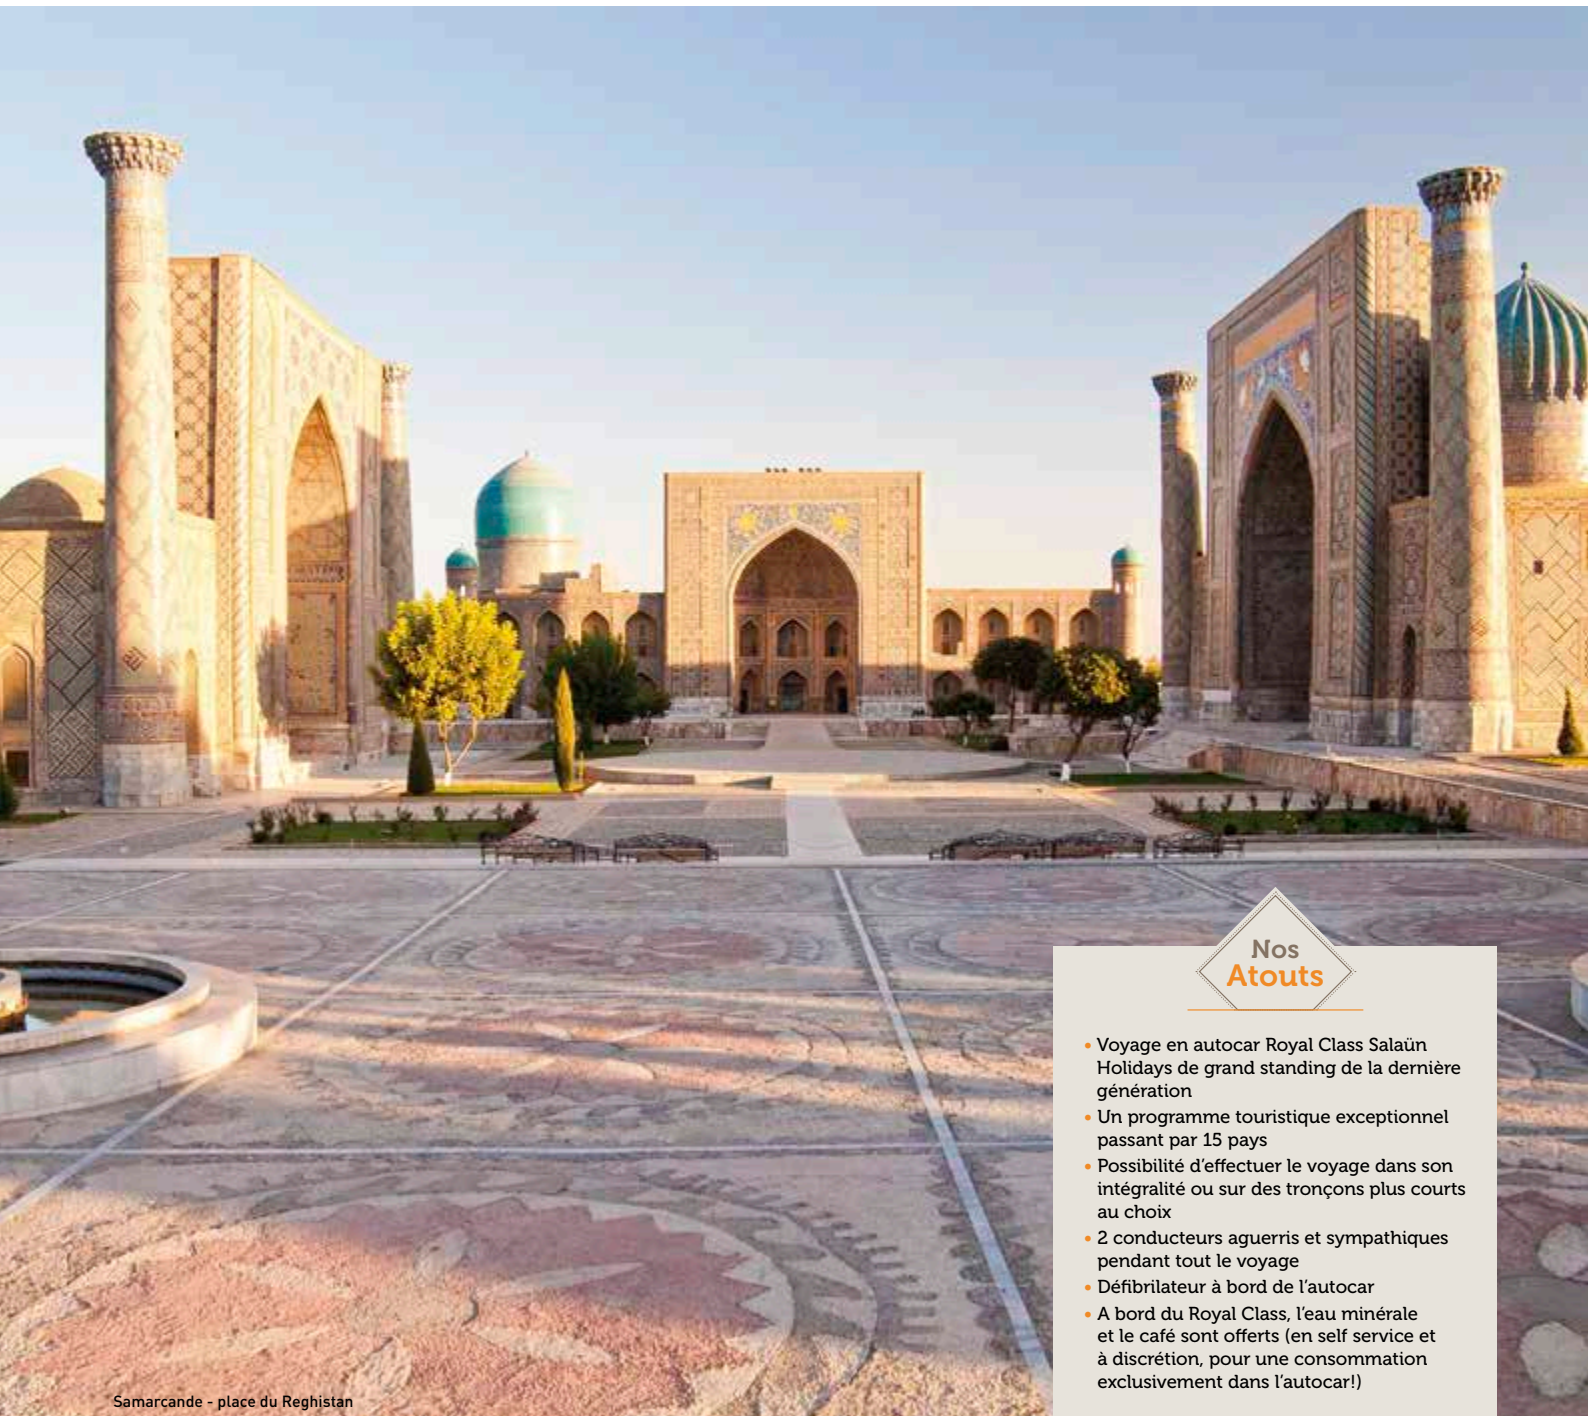 Nos
Atouts
• Voyage en autocar Royal Class Salaün
Holidays de grand standing de la dernière
génération
• Un programme touristique exceptionnel
passant par 15 pays
• Possibilité d'effectuer le voyage dans son
intégralité ou sur des tronçons plus courts
au choix
• 2 conducteurs aguerris et sympathiques
pendant tout le voyage
• Défibrilateur à bord de l'autocar
• A bord du Royal Class, l'eau minérale
et le café sont offerts (en self service et
à discrétion, pour une consommation
exclusivement dans l'autocar!)
Samarcande - place du Reghistan